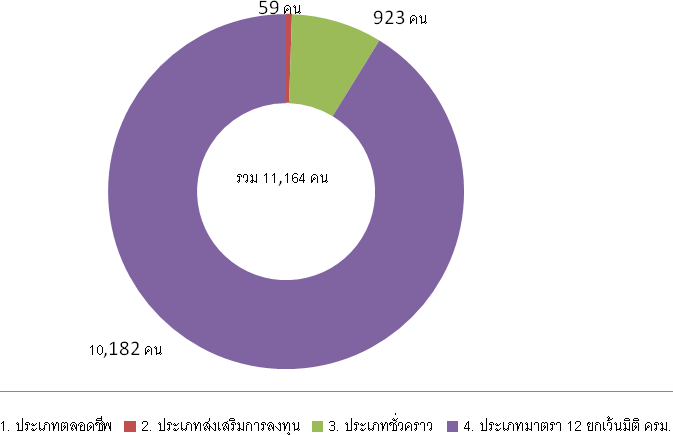 59 คน
923 คน
รวม 11,164 คน
10,182 คน
1. ประเภทตลอดชีพ 2. ประเภทส่งเสริมการลงทุน 3. ประเภทชั่วคราว 4. ประเภทมาตรา 12 ยกเว้นมิติ ครม.